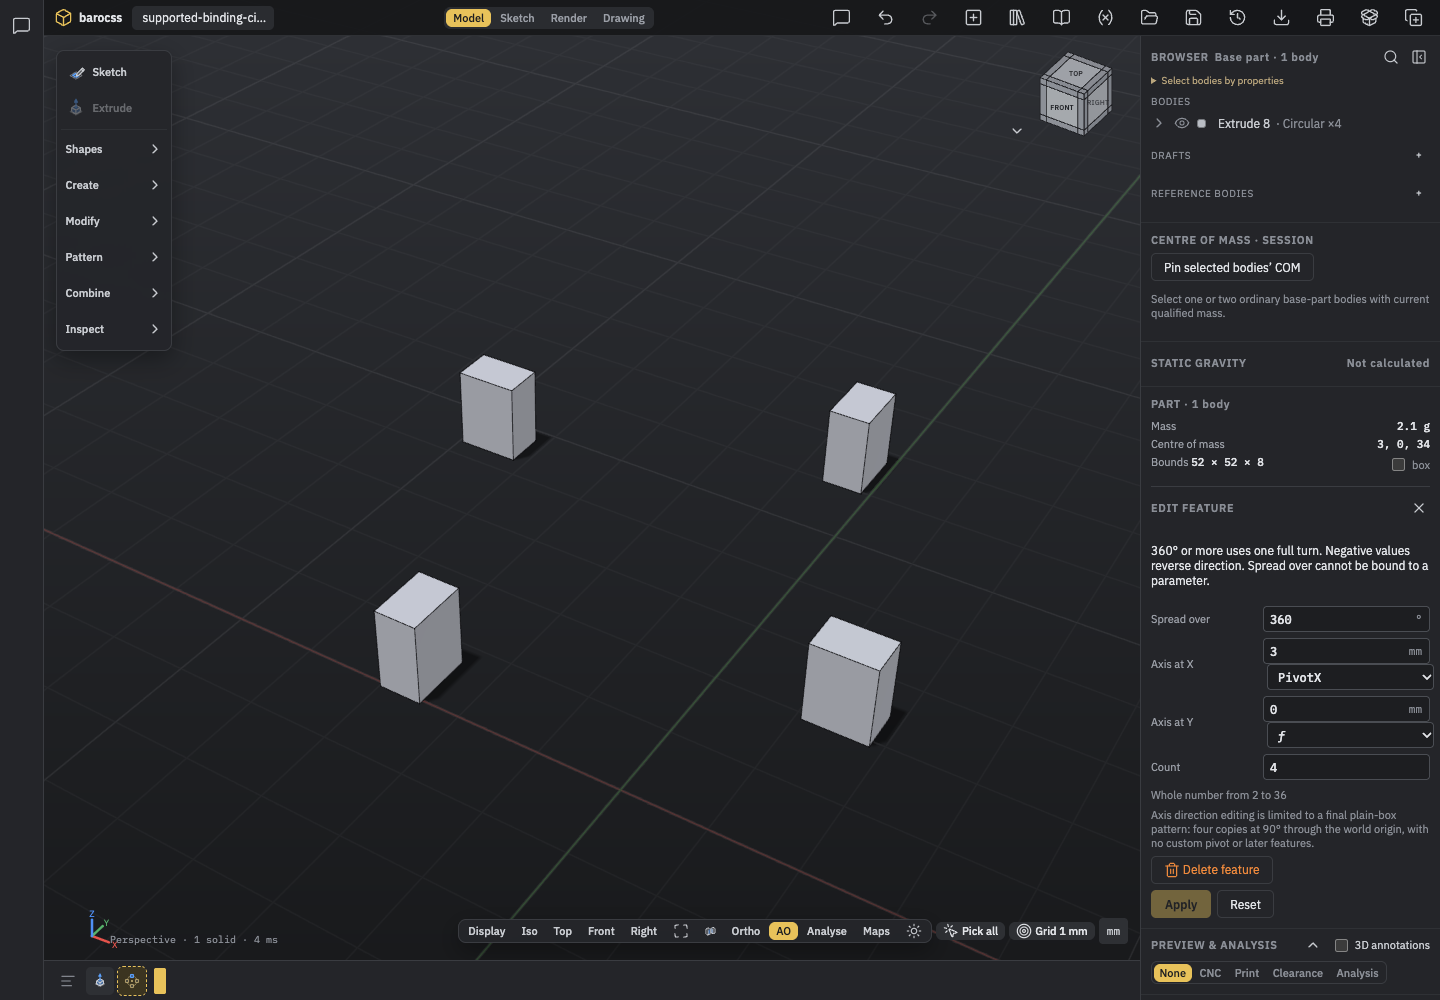 barocss
supported-binding-ci...
Model
Sketch
Render
Drawing
Sketch
Extrude
Shapes
Create
Modify
Pattern
Combine
Inspect
TOP
FRONT
RIGHT
BROWSER Base part · 1 body
Select bodies by properties
BODIES
Extrude 8 · Circular ×4
DRAFTS
+
REFERENCE BODIES
+
CENTRE OF MASS · SESSION
Pin selected bodies’ COM
Select one or two ordinary base-part bodies with current
qualified mass.
STATIC GRAVITY Not calculated
PART · 1 body
Mass 2.1 g
Centre of mass 3, 0, 34
Bounds 52 × 52 × 8 box
EDIT FEATURE
360° or more uses one full turn. Negative values
reverse direction. Spread over cannot be bound to a
parameter.
Spread over 360 °
Axis at X 3 mm
PivotX
Axis at Y 0 mm
ƒ
Count 4
Whole number from 2 to 36
Axis direction editing is limited to a final plain-box
pattern: four copies at 90° through the world origin, with
no custom pivot or later features.
Delete feature
Apply Reset
PREVIEW & ANALYSIS 3D annotations
None CNC Print Clearance Analysis
Z
Y
X
Perspective · 1 solid · 4 ms
Display Iso Top Front Right Ortho AO Analyse Maps Pick all Grid 1 mm mm